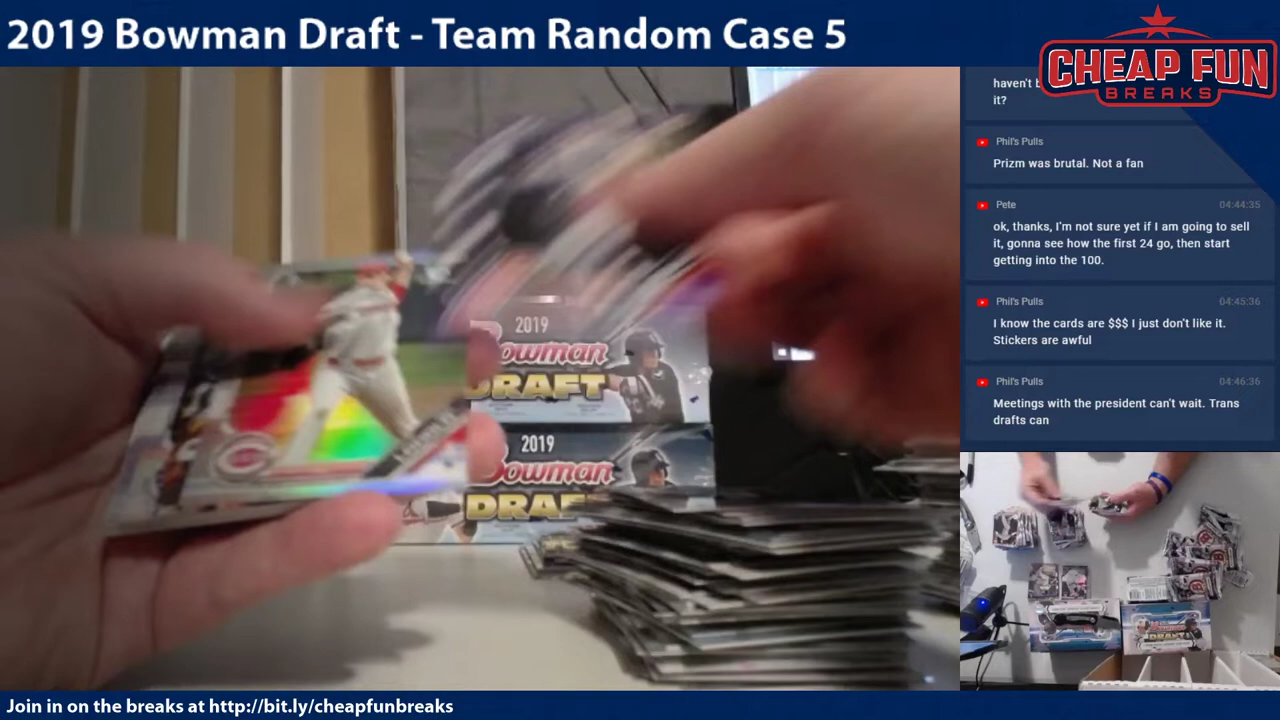 2019 Bowman Draft - Team Random Case 5
CHEAP FUN
BREAKS
it?
Phil's Pulls
Prizm was brutal. Not a fan
Pete 04:44:35
ok, thanks, I'm not sure yet if I am going to sell
it, gonna see how the first 24 go, then start
getting into the 100.
Phil's Pulls 04:45:36
I know the cards are $$$ I just don't like it.
Stickers are awful
Phil's Pulls 04:46:36
Meetings with the president can't wait. Trans
drafts can
2019
Bowman
DRAFT
2019
Bowman
Join in on the breaks at http://bit.ly/cheapfunbreaks